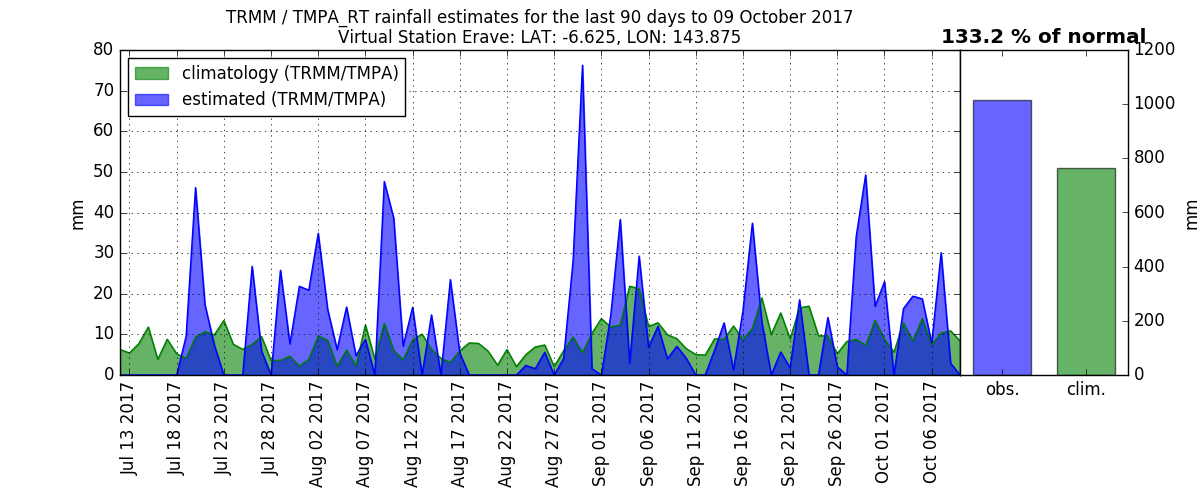 TRMM / TMPA_RT rainfall estimates for the last 90 days to 09 October 2017
Virtual Station Erave: LAT: -6.625, LON: 143.875
133.2 % of normal
climatology (TRMM/TMPA)
estimated (TRMM/TMPA)
80
70
60
50
40
30
20
10
0
mm
Jul 13 2017
Jul 18 2017
Jul 23 2017
Jul 28 2017
Aug 02 2017
Aug 07 2017
Aug 12 2017
Aug 17 2017
Aug 22 2017
Aug 27 2017
Sep 01 2017
Sep 06 2017
Sep 11 2017
Sep 16 2017
Sep 21 2017
Sep 26 2017
Oct 01 2017
Oct 06 2017
obs.
clim.
1200
1000
800
600
400
200
0
mm